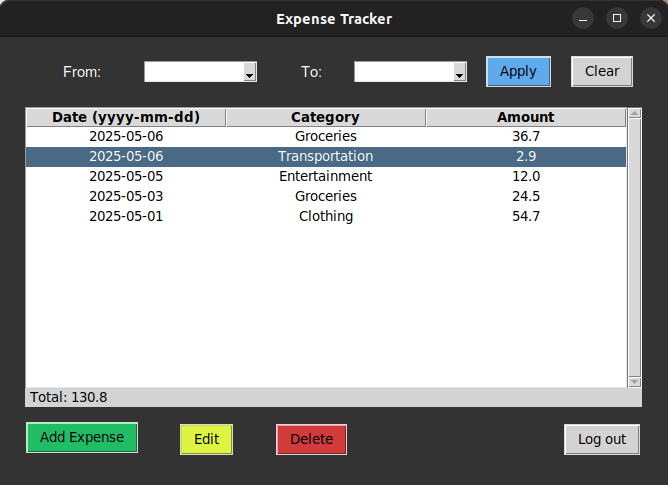 Expense Tracker
From: To: Apply Clear
Date (yyyy-mm-dd) Category Amount
2025-05-06 Groceries 36.7
2025-05-06 Transportation 2.9
2025-05-05 Entertainment 12.0
2025-05-03 Groceries 24.5
2025-05-01 Clothing 54.7
Total: 130.8
Add Expense Edit Delete Log out